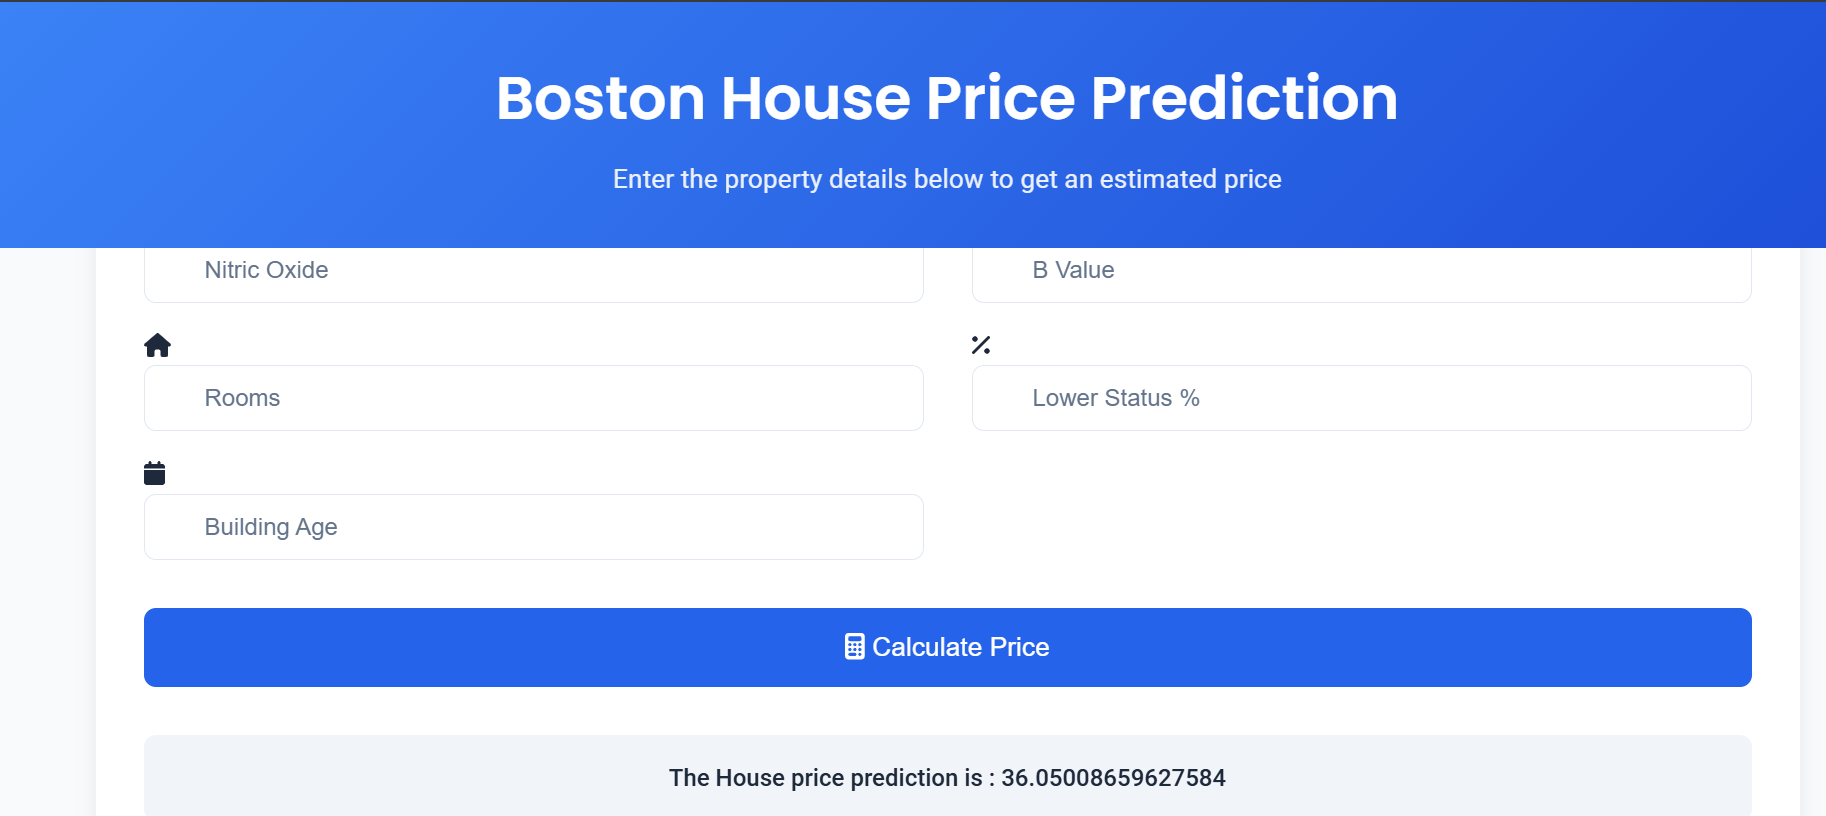 Boston House Price Prediction
Enter the property details below to get an estimated price
Nitric Oxide
B Value
Rooms
Lower Status %
Building Age
Calculate Price
The House price prediction is : 36.05008659627584